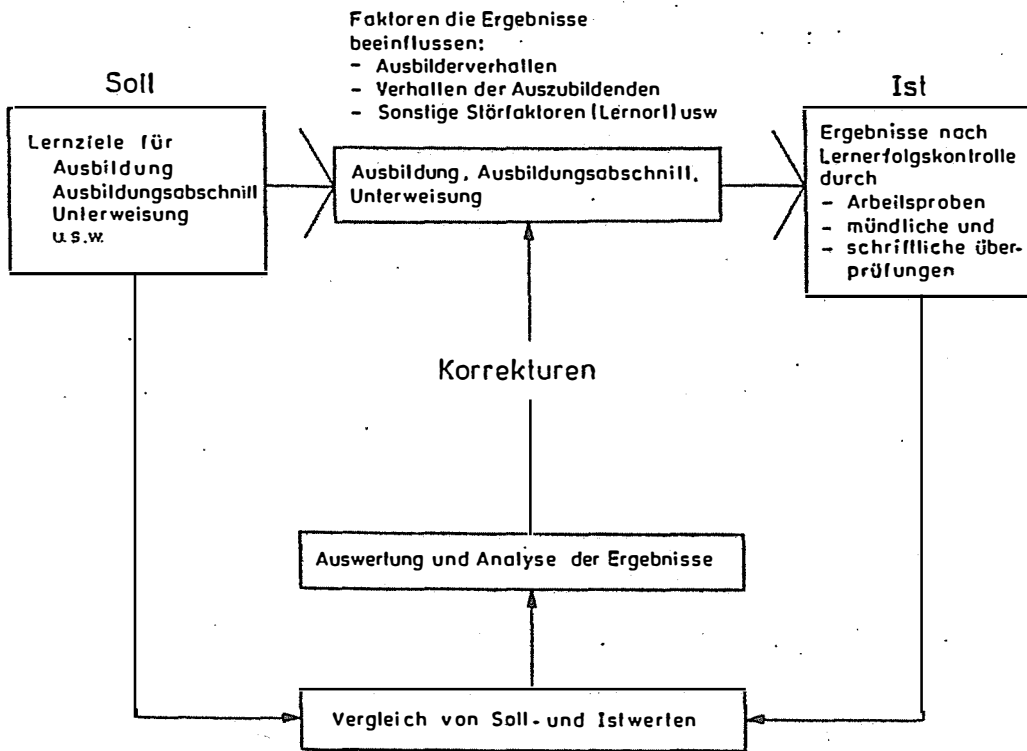 Faktoren die Ergebnisse
beeinflussen:
- Ausbilderverhalten
- Verhalten der Auszubildenden
- Sonstige Störfaktoren (Lernort) usw
Soll
Lernziele für
Ausbildung
Ausbildungsabschnitt
Unterweisung
u.s.w.
Ausbildung, Ausbildungsabschnitt,
Unterweisung
Ist
Ergebnisse nach
Lernerfolgskontrolle
durch
- Arbeitsproben
- mündliche und
- schriftliche über-
prüfungen
Korrekturen
Auswertung und Analyse der Ergebnisse
Vergleich von Soll- und Istwerten